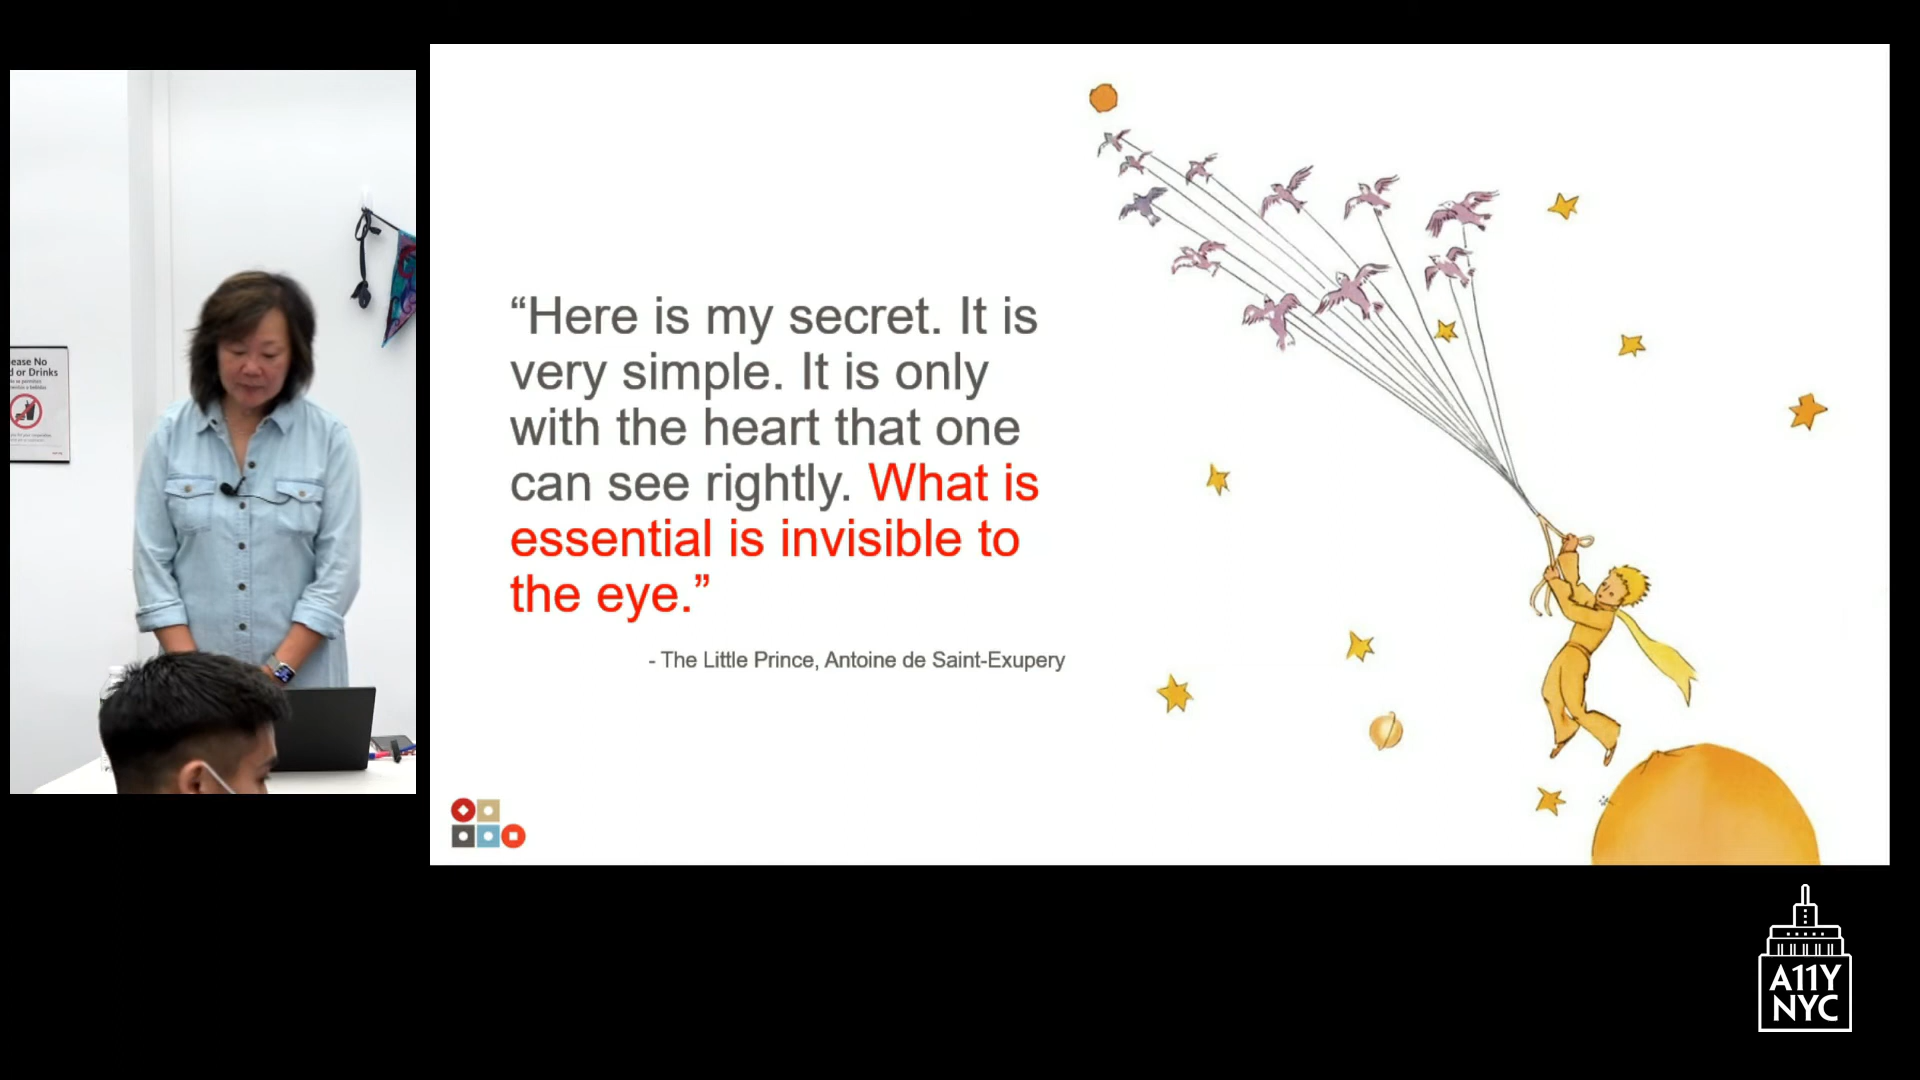 ease No
d or Drinks
“Here is my secret. It is
very simple. It is only
with the heart that one
can see rightly. What is
essential is invisible to
the eye.”
- The Little Prince, Antoine de Saint-Exupery
A11Y
NYC